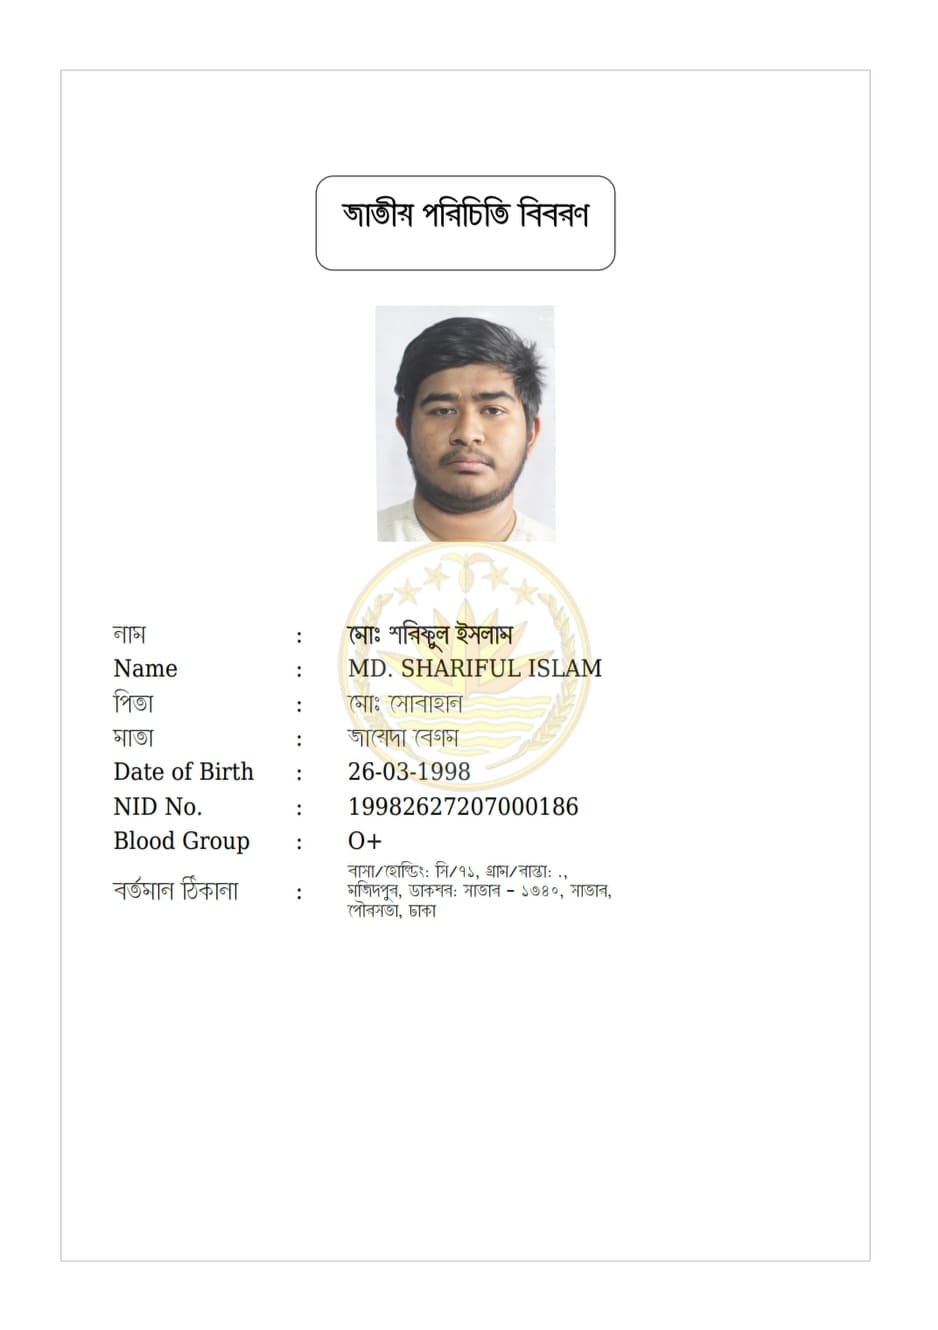 জাতীয় পরিচিতি বিবরণ
নাম : মোঃ শরিফুল ইসলাম
Name : MD. SHARIFUL ISLAM
পিতা : মোঃ সোবাহান
মাতা : জায়েদা বেগম
Date of Birth : 26-03-1998
NID No. : 19982627207000186
Blood Group : O+
বর্তমান ঠিকানা : বাসা/হোল্ডিং: সি/৭১, গ্রাম/রাস্তা: .,
মজিদপুর, ডাকঘর: সাভার - ১৩৪০, সাভার,
পৌরসভা, ঢাকা